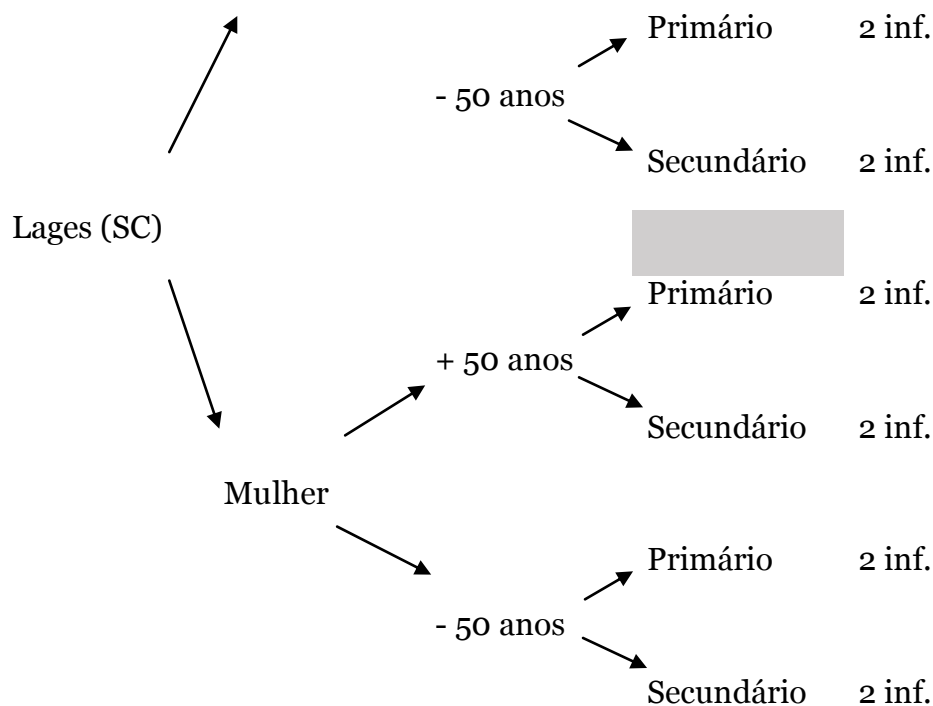 Primário 2 inf.
- 50 anos
Secundário 2 inf.
Lages (SC)
Primário 2 inf.
+ 50 anos
Secundário 2 inf.
Mulher
Primário 2 inf.
- 50 anos
Secundário 2 inf.